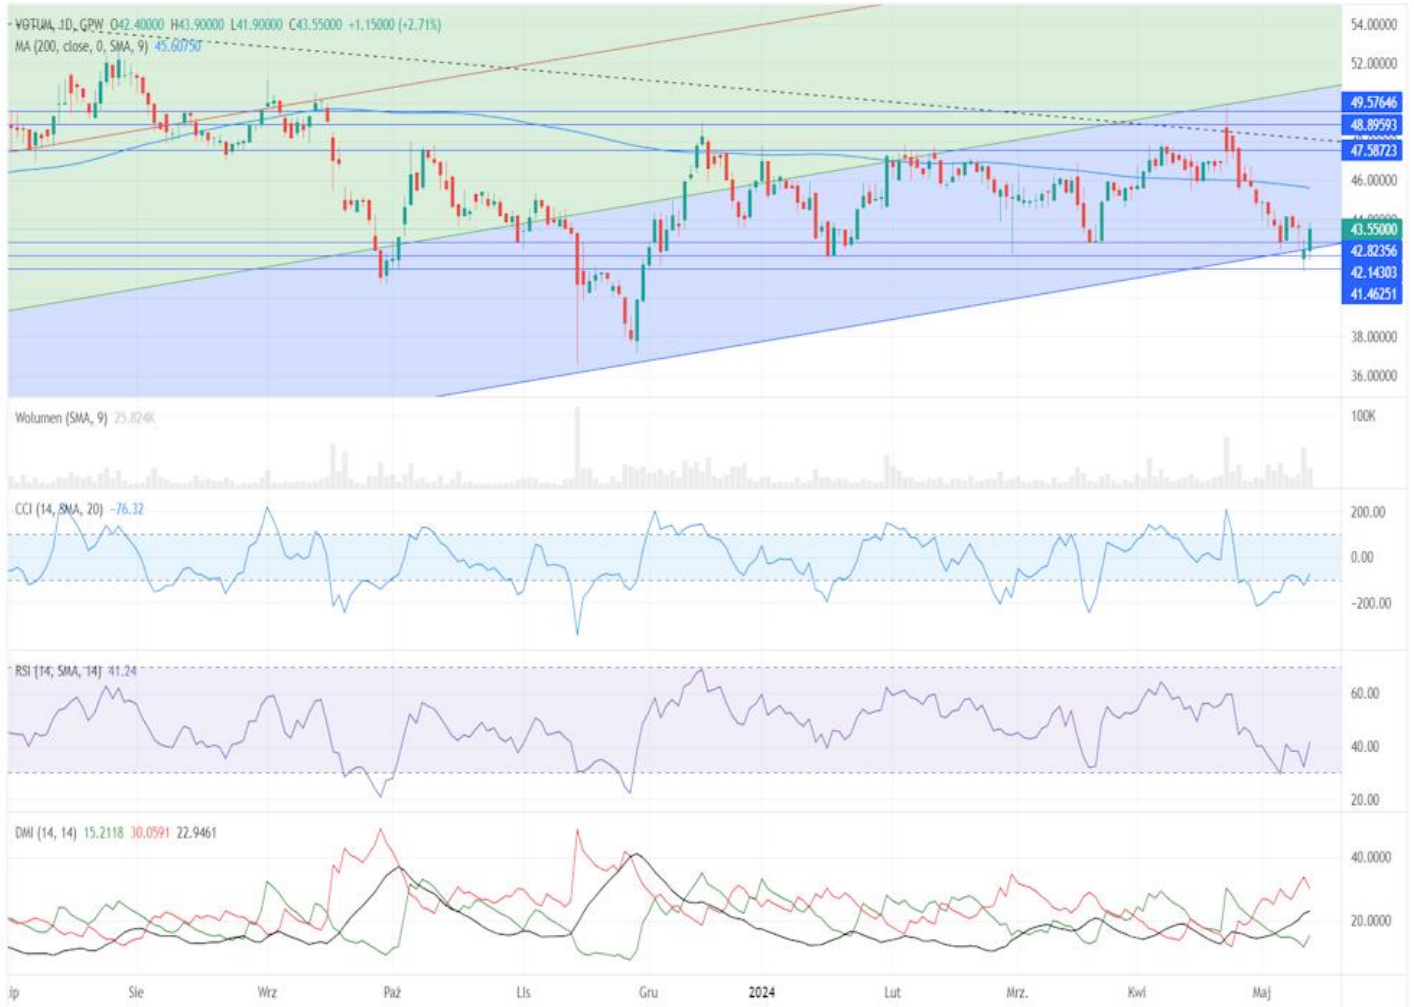 VOTUM, 1D, GPW O42.40000 H43.90000 L41.90000 C43.55000 +1.15000 (+2.71%)
MA (200, close, 0, SMA, 9) 45.60750
54.00000
52.00000
49.57646
48.89593
47.58723
46.00000
44.00000
43.55000
42.82356
42.14303
41.46251
38.00000
36.00000
Wolumen (SMA, 9) 25.824K
100K
CCI (14, SMA, 20) -76.32
200.00
0.00
-200.00
RSI (14, SMA, 14) 41.24
60.00
40.00
20.00
DMI (14, 14) 15.2118 30.0591 22.9461
40.0000
20.0000
ip Sie Wrz Paź Lis Gru 2024 Lut Mrz. Kwi Maj